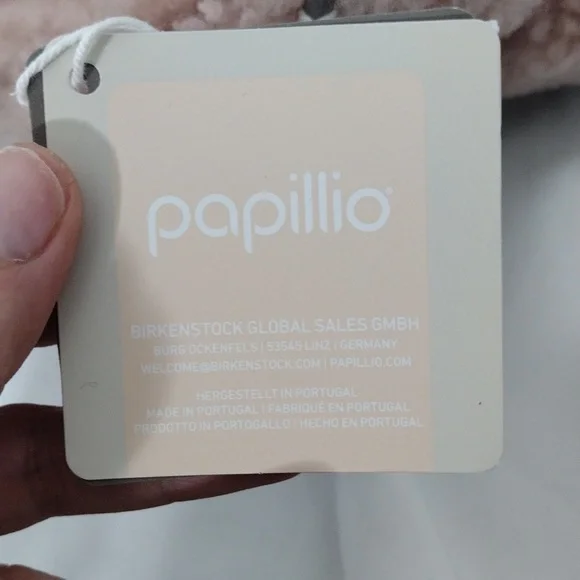 papillio®
BIRKENSTOCK GLOBAL SALES GMBH
BURG OCKENFELS | 53545 LINZ | GERMANY
WELCOME@BIRKENSTOCK.COM | PAPILLIO.COM
HERGESTELLT IN PORTUGAL
MADE IN PORTUGAL | FABRIQUÉ EN PORTUGAL
PRODOTTO IN PORTOGALLO | HECHO EN PORTUGAL